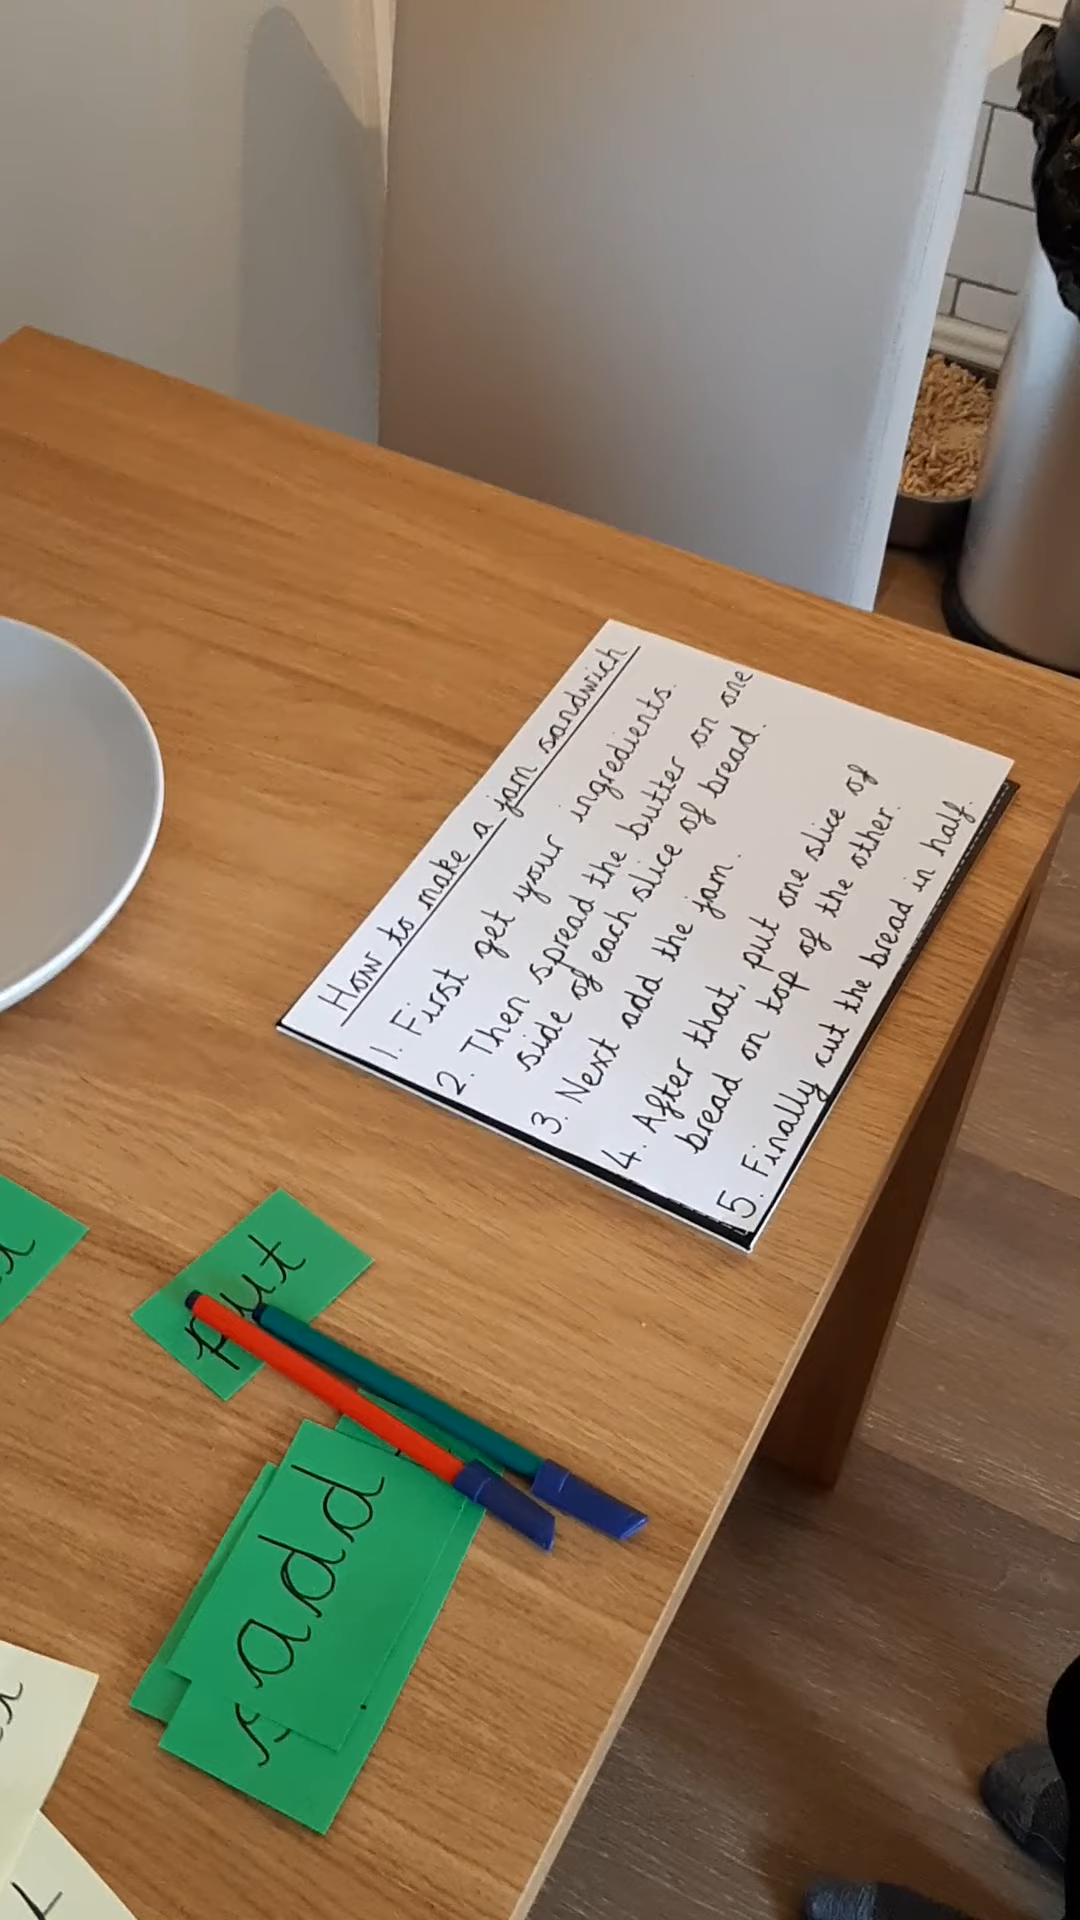 How to make a jam sandwich
1. First get your ingredients.
2. Then spread the butter on one
side of each slice of bread.
3. Next add the jam.
4. After that, put one slice of
bread on top of the other.
5. Finally cut the bread in half.
put
add